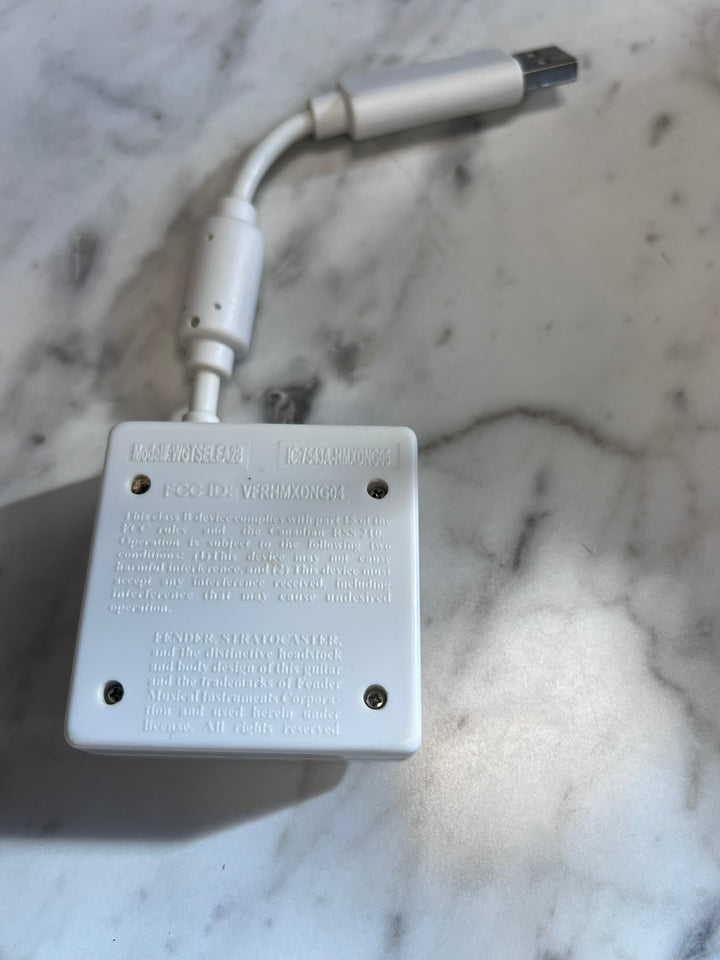 Model#:WGTSELEA23
IC:7543A-HMXONG05
FCC ID: VFRHMXONG04
This class B device complies with part 15 of the
FCC rules and the Canadian RSS-210.
Operation is subject to the following two
conditions: (1)This device may not cause
harmful interference, and (2) This device must
accept any interference received, including
interference that may cause undesired
operation.
FENDER, STRATOCASTER,
and the distinctive headstock
and body design of this guitar
and the trademarks of Fender
Musical Instruments Corpora-
tion and used herein under
license. All rights reserved